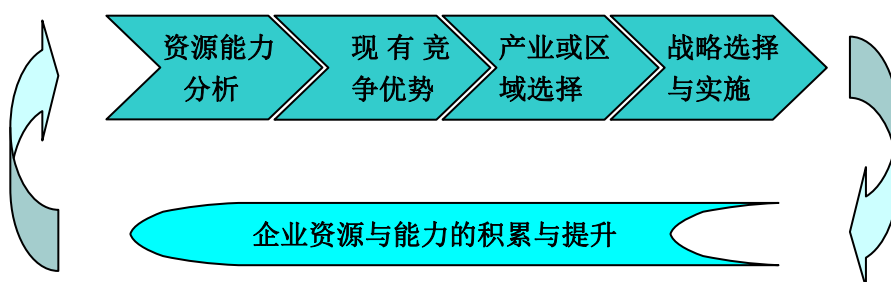 资源能力
分析
现 有 竞
争优势
产业或区
域选择
战略选择
与实施
企业资源与能力的积累与提升